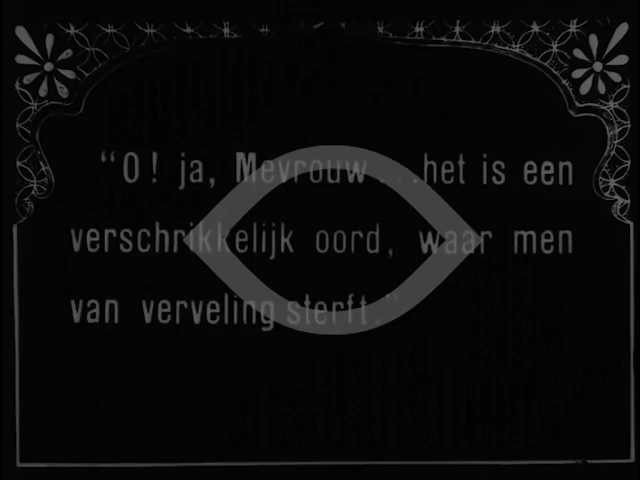 “O! ja, Mevrouw...het is een
verschrikkelijk oord, waar men
van verveling sterft.”